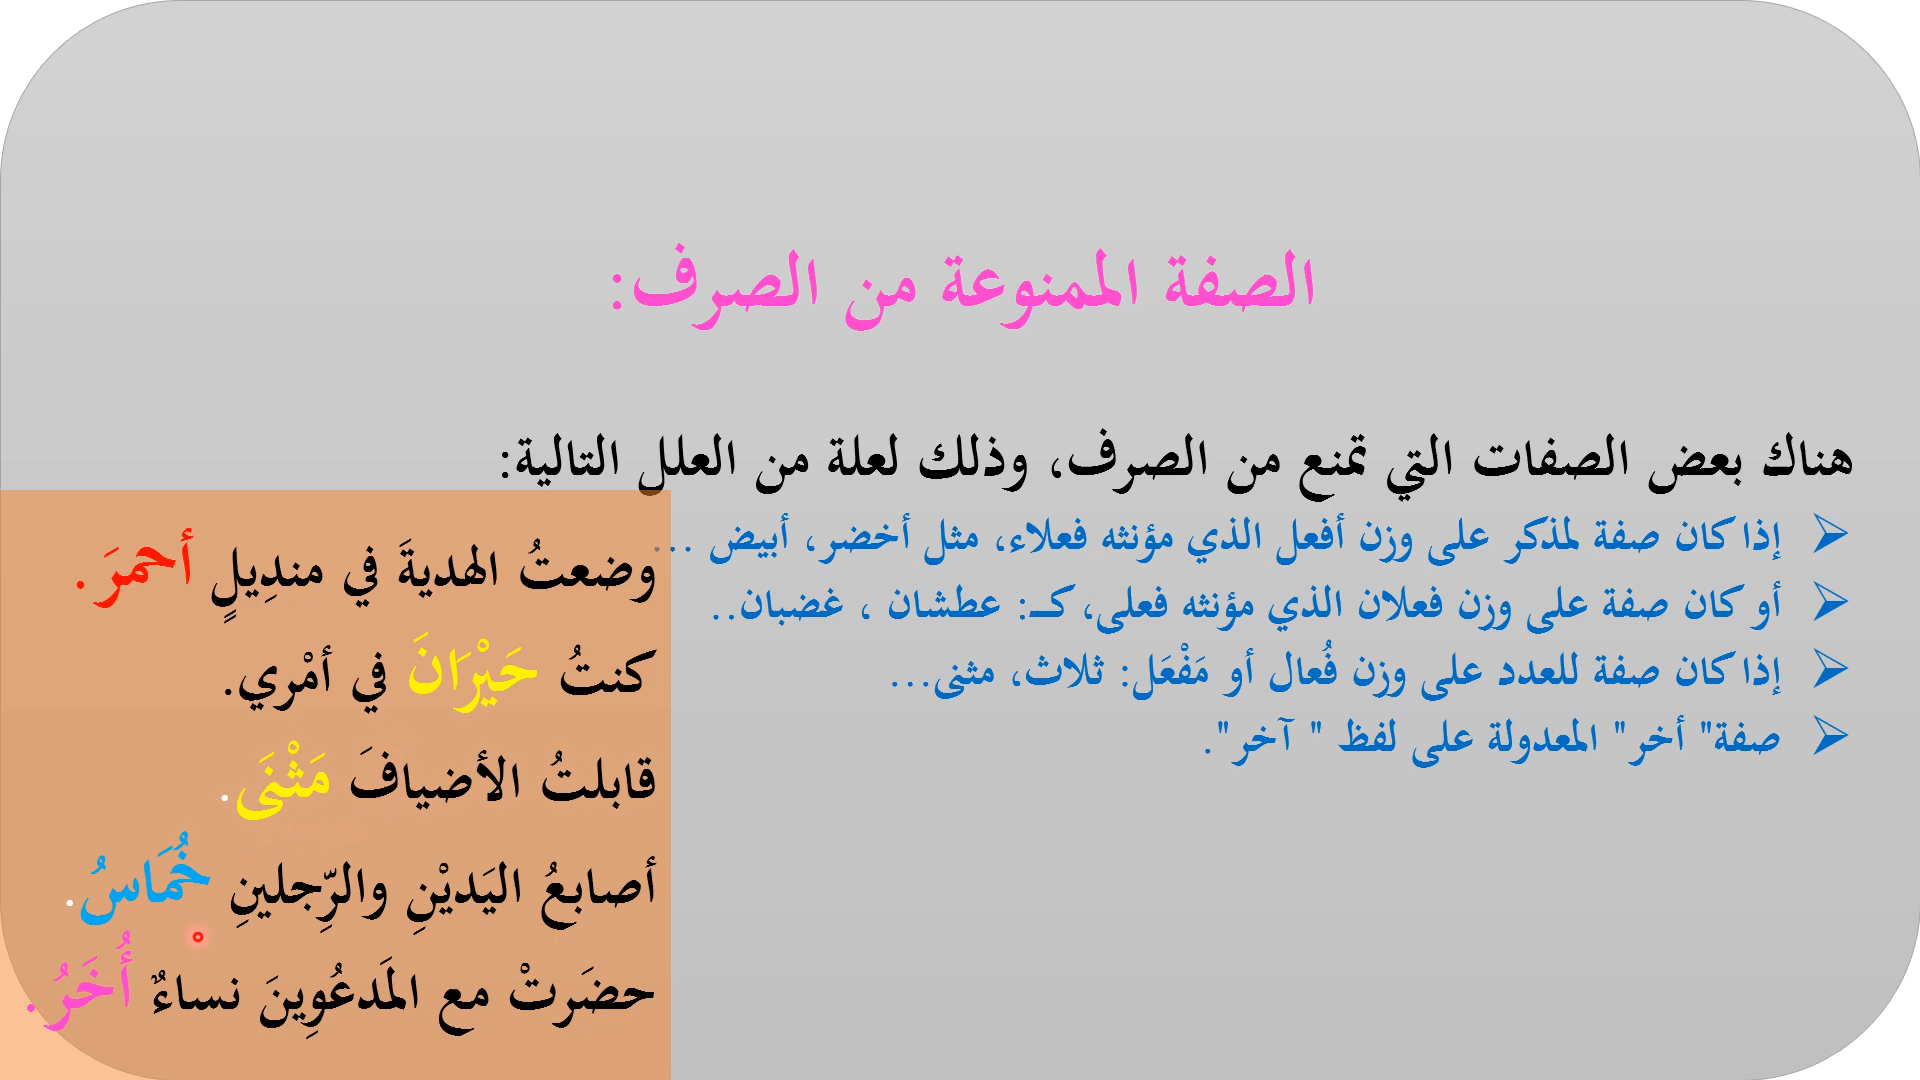 الصفة الممنوعة من الصرف:
هناك بعض الصفات التي تمنع من الصرف، وذلك لعلة من العلل التالية:
إذا كان صفة لمذكر على وزن أفعل الذي مؤنثه فعلاء، مثل أخضر، أبيض ...
أو كان صفة على وزن فعلان الذي مؤنثه فعلى، كـ: عطشان ، غضبان..
إذا كان صفة للعدد على وزن فُعال أو مَفْعَل: ثلاث، مثنى...
صفة" أخر" المعدولة على لفظ " آخر".
وضعتُ الهديةَ في مندِيلٍ أحمرَ.
كنتُ حَيْرَانَ في أمْري.
قابلتُ الأضيافَ مَثْنَى.
أصابعُ اليَديْنِ والرِّجلينِ خُمَاسُ.
حضَرتْ مع المَدعُوِينَ نساءٌ أُخَرُ.